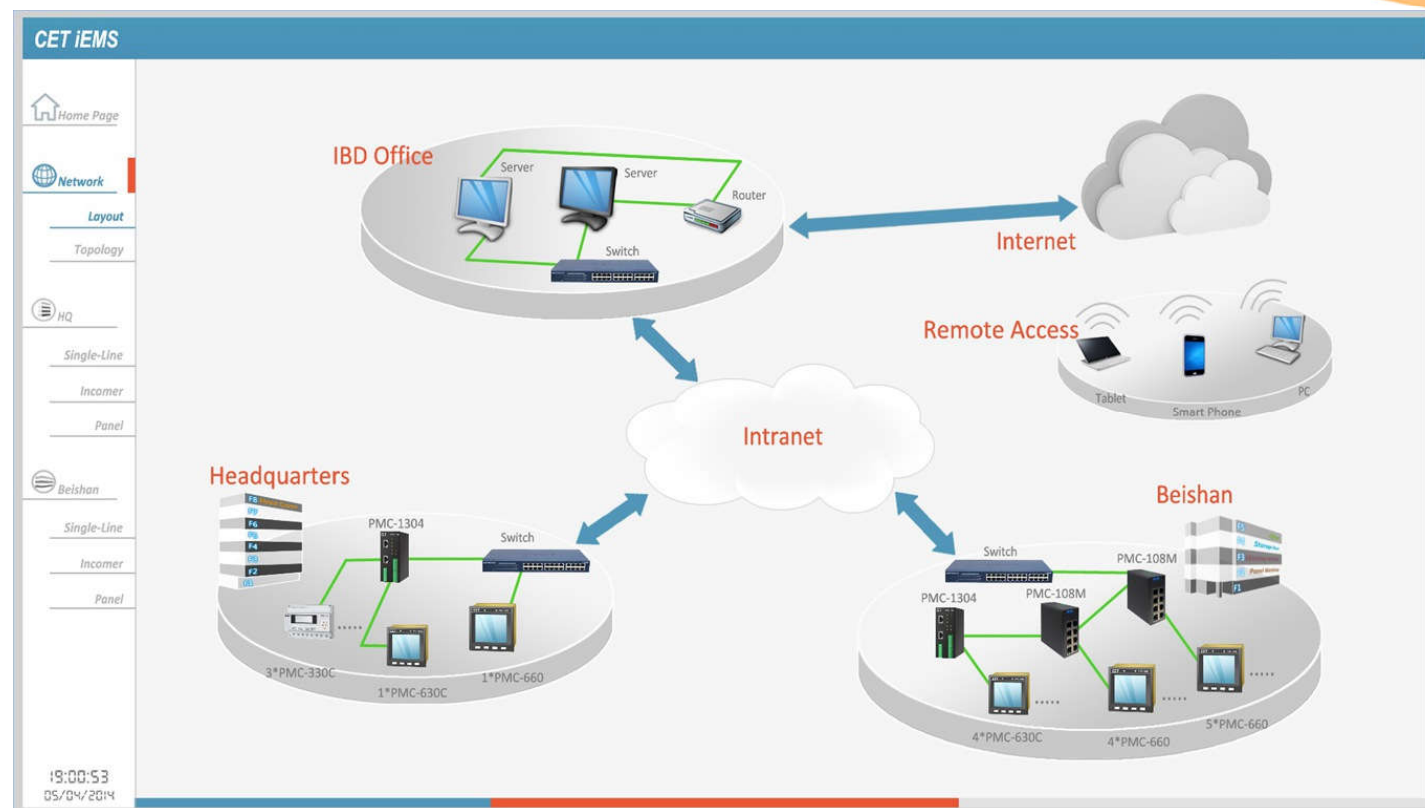 CET iEMS
Home Page
Network
Layout
Topology
HQ
Single-Line
Incomer
Panel
Beishan
Single-Line
Incomer
Panel
19:00:53
05/04/2014
IBD Office
Server
Server
Router
Switch
Internet
Remote Access
Tablet
Smart Phone
PC
Intranet
Headquarters
F8
F6
F4
F2
PMC-1304
Switch
3*PMC-330C
1*PMC-630C
1*PMC-660
Beishan
F3
F1
Switch
PMC-108M
PMC-1304
PMC-108M
4*PMC-630C
4*PMC-660
5*PMC-660